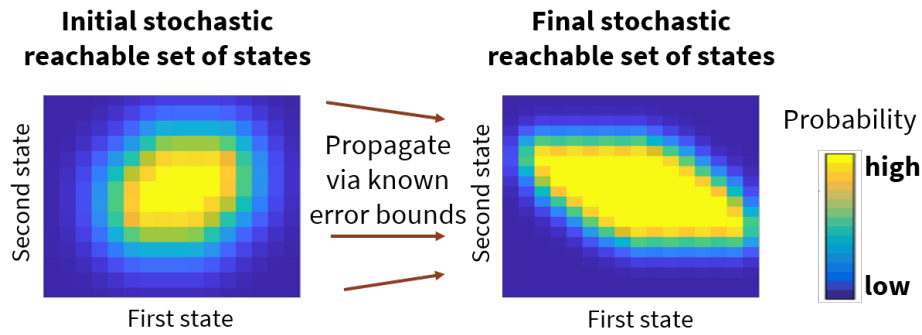 Initial stochastic
reachable set of states
Second state
First state
Propagate
via known
error bounds
Final stochastic
reachable set of states
Second state
First state
Probability
high
low